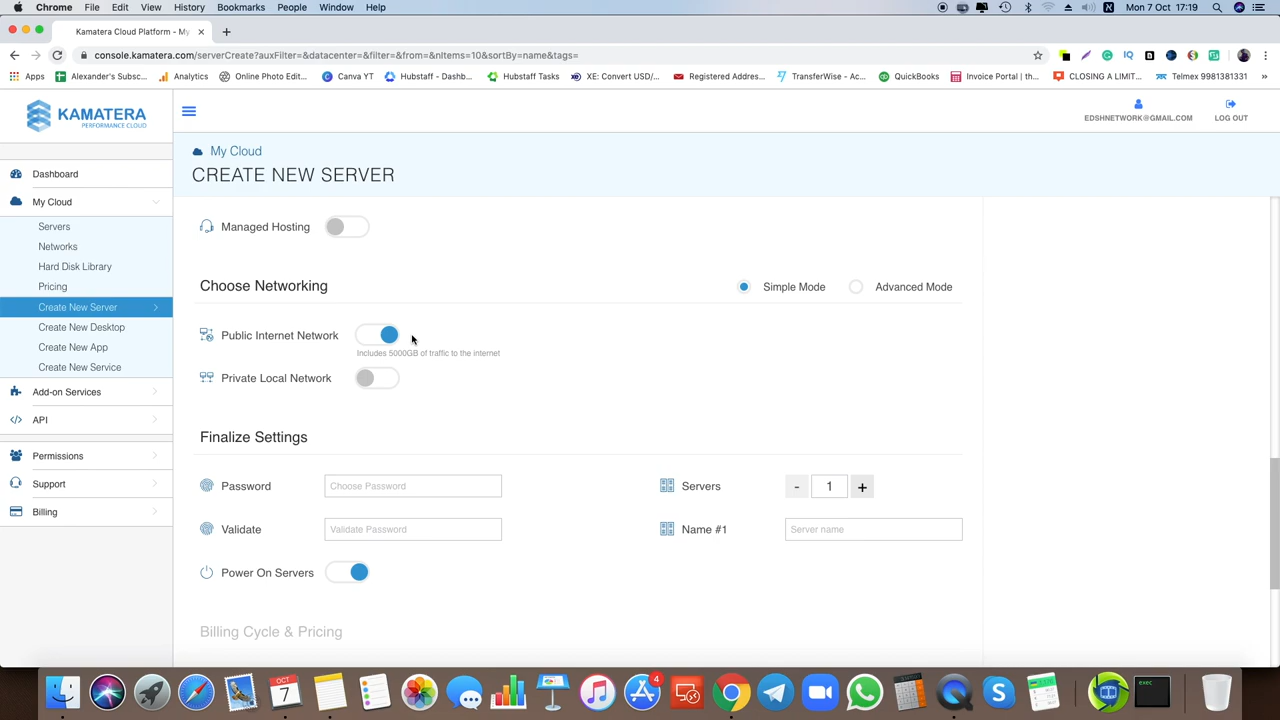 Chrome File Edit View History Bookmarks People Window Help
Mon 7 Oct 17:19
Kamatera Cloud Platform - My
console.kamatera.com/serverCreate?auxFilter=&datacenter=&filter=&from=&nItems=10&sortBy=name&tags=
Apps Alexander's Subsc... Analytics Online Photo Edit... Canva YT Hubstaff - Dashb... Hubstaff Tasks XE: Convert USD/... Registered Addres... TransferWise - Ac... QuickBooks Invoice Portal | th... CLOSING A LIMIT... Telmex 9981381331 »
KAMATERA
PERFORMANCE CLOUD
EDSHNETWORK@GMAIL.COM
LOG OUT
My Cloud
CREATE NEW SERVER
Dashboard
My Cloud
Servers
Networks
Hard Disk Library
Pricing
Create New Server
Create New Desktop
Create New App
Create New Service
Add-on Services
API
Permissions
Support
Billing
Managed Hosting
Choose Networking
Simple Mode
Advanced Mode
Public Internet Network
Includes 5000GB of traffic to the internet
Private Local Network
Finalize Settings
Password
Choose Password
Servers
- 1 +
Validate
Validate Password
Name #1
Server name
Power On Servers
Billing Cycle & Pricing
OCT
7
4
EXEC